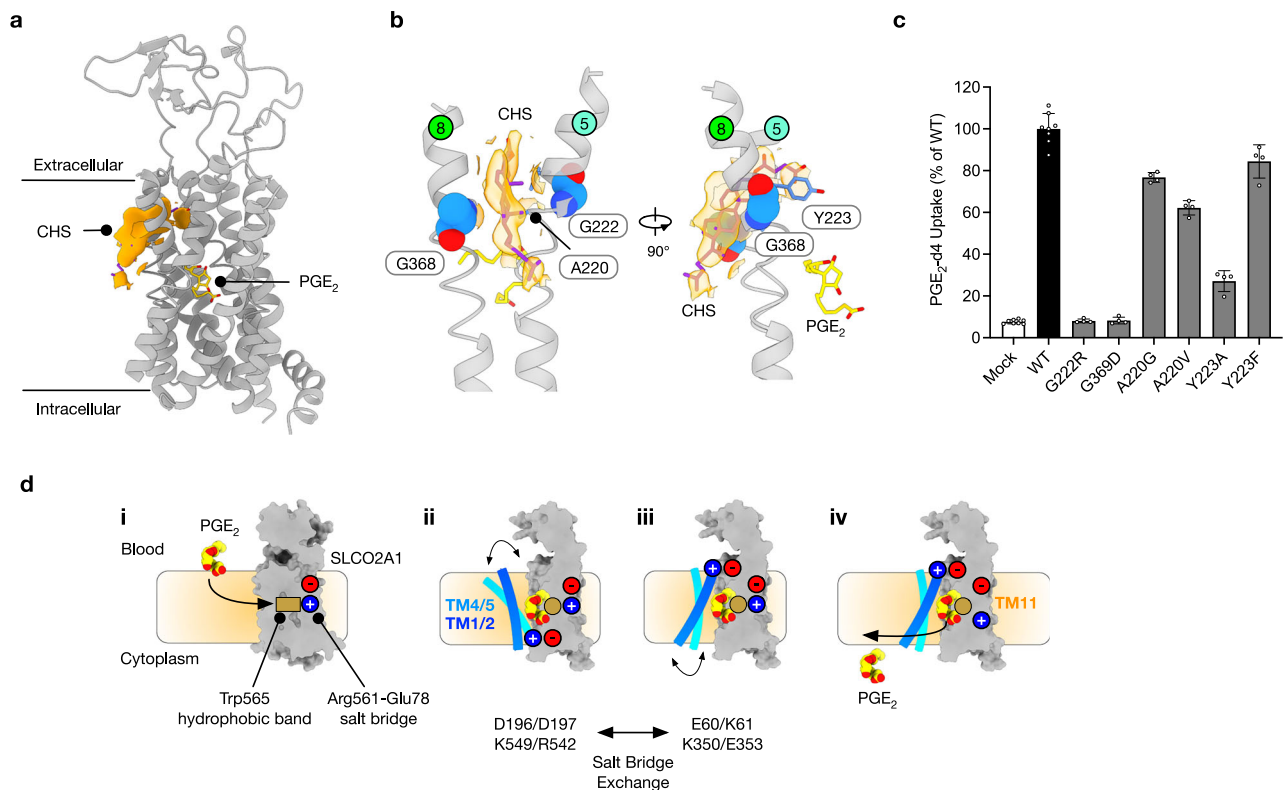 a
Extracellular
CHS
PGE2
Intracellular
b
8
CHS
5
G222
G368
A220
90°
8
5
Y223
G368
CHS
PGE2
c
PGE2-d4 Uptake (% of WT)
120
100
80
60
40
20
0
Mock
WT
G222R
G369D
A220G
A220V
Y223A
Y223F
d
i
PGE2
Blood
SLCO2A1
-
+
Cytoplasm
Trp565
hydrophobic band
Arg561-Glu78
salt bridge
ii
TM4/5
TM1/2
-
+
+
-
iii
+
-
-
+
iv
+
-
-
TM11
+
PGE2
D196/D197
K549/R542
E60/K61
K350/E353
Salt Bridge
Exchange